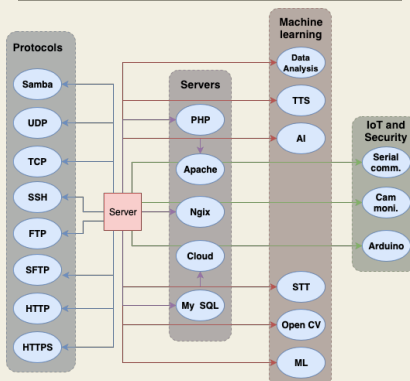 Protocols
Samba
UDP
TCP
SSH
FTP
SFTP
HTTP
HTTPS
Server
Servers
PHP
Apache
Ngix
Cloud
My SQL
Machine
learning
Data
Analysis
TTS
AI
STT
Open CV
ML
IoT and
Security
Serial
comm.
Cam
moni.
Arduino